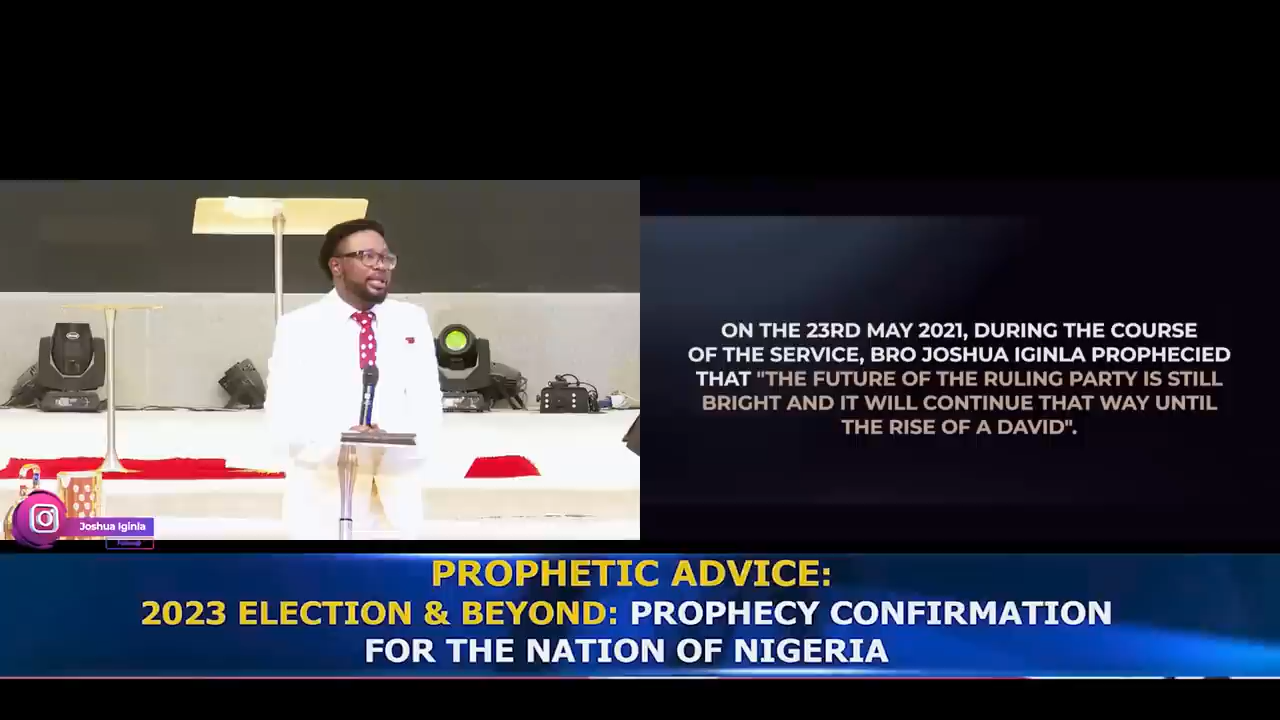 ON THE 23RD MAY 2021, DURING THE COURSE
OF THE SERVICE, BRO JOSHUA IGINLA PROPHECIED
THAT "THE FUTURE OF THE RULING PARTY IS STILL
BRIGHT AND IT WILL CONTINUE THAT WAY UNTIL
THE RISE OF A DAVID".
Joshua Iginla
PROPHETIC ADVICE:
2023 ELECTION & BEYOND: PROPHECY CONFIRMATION
FOR THE NATION OF NIGERIA